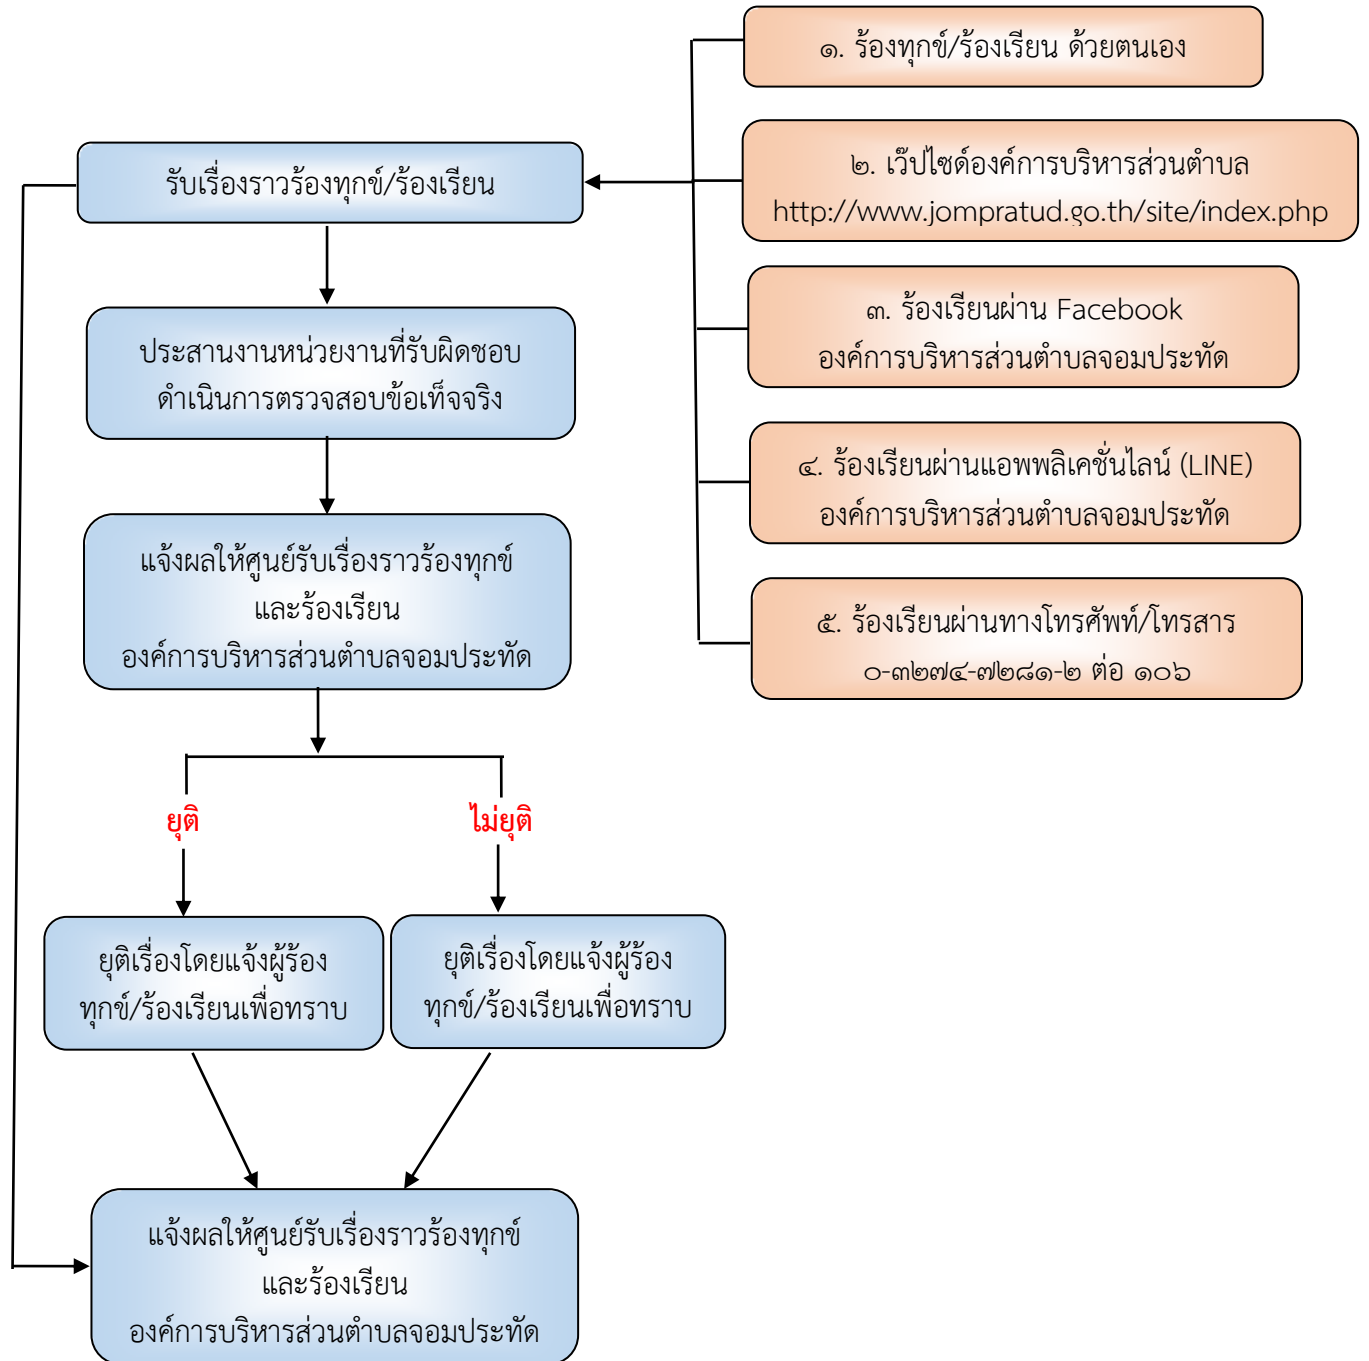 ๑. ร้องทุกข์/ร้องเรียน ด้วยตนเอง
๒. เว๊ปไซด์องค์การบริหารส่วนตำบล
http://www.jompratud.go.th/site/index.php
๓. ร้องเรียนผ่าน Facebook
องค์การบริหารส่วนตำบลจอมประทัด
๔. ร้องเรียนผ่านแอพพลิเคชั่นไลน์ (LINE)
องค์การบริหารส่วนตำบลจอมประทัด
๕. ร้องเรียนผ่านทางโทรศัพท์/โทรสาร
๐-๓๒๗๔-๗๒๘๑-๒ ต่อ ๑๐๖
รับเรื่องราวร้องทุกข์/ร้องเรียน
ประสานงานหน่วยงานที่รับผิดชอบ
ดำเนินการตรวจสอบข้อเท็จจริง
แจ้งผลให้ศูนย์รับเรื่องราวร้องทุกข์
และร้องเรียน
องค์การบริหารส่วนตำบลจอมประทัด
ยุติ
ไม่ยุติ
ยุติเรื่องโดยแจ้งผู้ร้อง
ทุกข์/ร้องเรียนเพื่อทราบ
ยุติเรื่องโดยแจ้งผู้ร้อง
ทุกข์/ร้องเรียนเพื่อทราบ
แจ้งผลให้ศูนย์รับเรื่องราวร้องทุกข์
และร้องเรียน
องค์การบริหารส่วนตำบลจอมประทัด